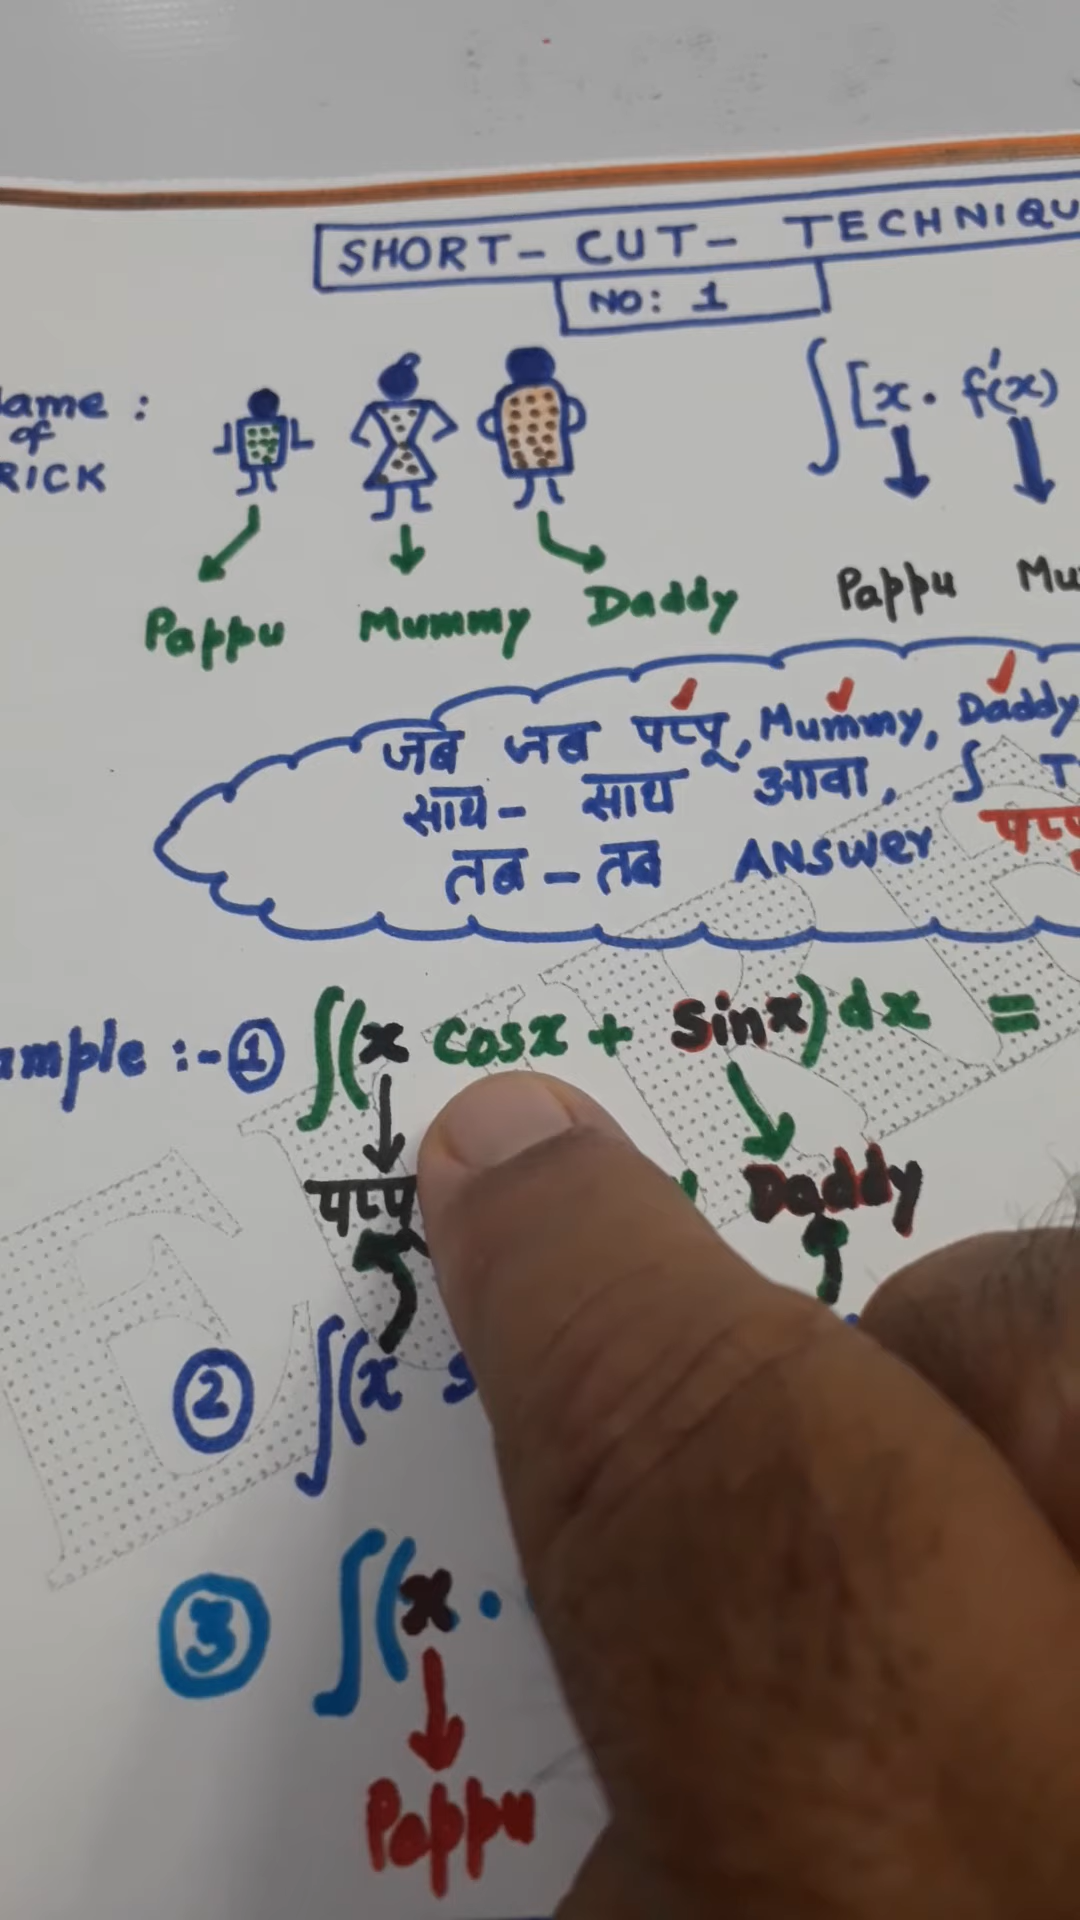 SHORT- CUT- TECHNIQU
NO: 1
ame :
of
RICK
∫[x. f'(x)
Pappu Mummy Daddy
Pappu Mu
जब जब पप्पू, Mummy, Daddy
साथ- साथ आवा, ∫ T
तब - तब ANSWER पप्प
ample :- ① ∫(x Cosx + Sinx) dx =
पप्पू Daddy
② ∫(x s
③ ∫(x .
Pappu